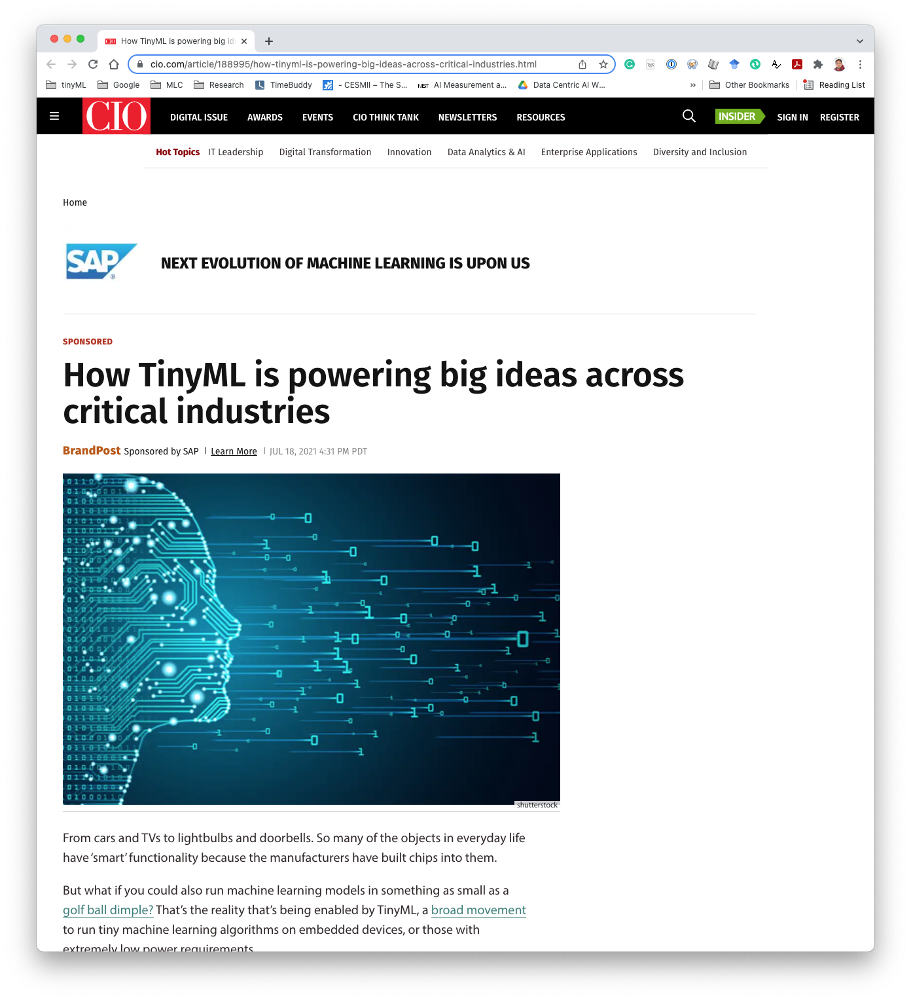 How TinyML is powering big id
cio.com/article/188995/how-tinyml-is-powering-big-ideas-across-critical-industries.html
tinyML Google MLC Research TimeBuddy - CESMII – The S... NIST AI Measurement a... Data Centric AI W... » Other Bookmarks Reading List
CIO DIGITAL ISSUE AWARDS EVENTS CIO THINK TANK NEWSLETTERS RESOURCES INSIDER SIGN IN REGISTER
Hot Topics IT Leadership Digital Transformation Innovation Data Analytics & AI Enterprise Applications Diversity and Inclusion
Home
SAP® NEXT EVOLUTION OF MACHINE LEARNING IS UPON US
SPONSORED
How TinyML is powering big ideas across
critical industries
BrandPost Sponsored by SAP | Learn More | JUL 18, 2021 4:31 PM PDT
shutterstock
From cars and TVs to lightbulbs and doorbells. So many of the objects in everyday life
have ‘smart’ functionality because the manufacturers have built chips into them.
But what if you could also run machine learning models in something as small as a
golf ball dimple? That’s the reality that’s being enabled by TinyML, a broad movement
to run tiny machine learning algorithms on embedded devices, or those with
extremely low power requirements